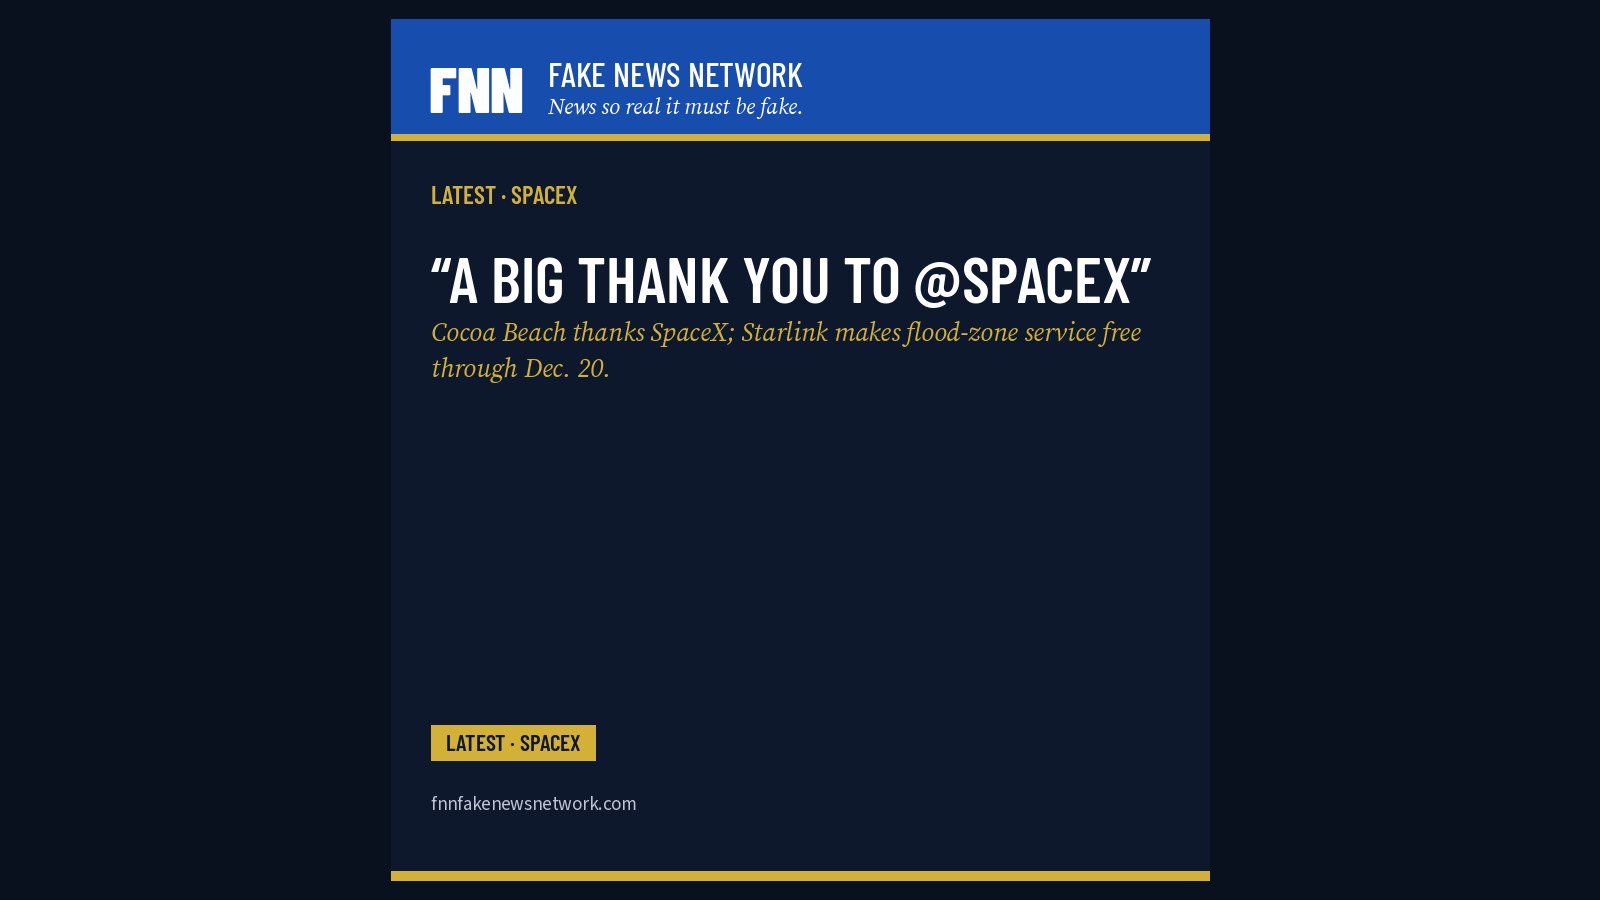 FNN
FAKE NEWS NETWORK
News so real it must be fake.
LATEST · SPACEX
“A BIG THANK YOU TO @SPACEX”
Cocoa Beach thanks SpaceX; Starlink makes flood-zone service free
through Dec. 20.
LATEST · SPACEX
fnnfakenewsnetwork.com